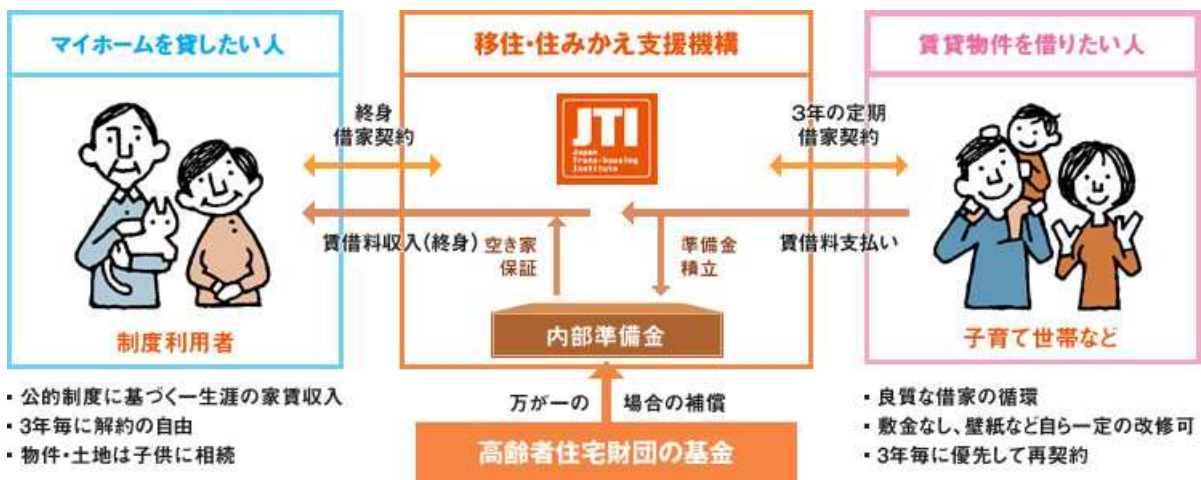 マイホームを貸したい人
移住・住みかえ支援機構
賃貸物件を借りたい人
終身
借家契約
JTI
Japan
Trans-housing
Institute
3年の定期
借家契約
賃借料収入(終身)
空き家
保証
準備金
積立
賃借料支払い
内部準備金
制度利用者
子育て世帯など
▪ 公的制度に基づく一生涯の家賃収入
▪ 3年毎に解約の自由
▪ 物件・土地は子供に相続
万が一の 場合の補償
高齢者住宅財団の基金
▪ 良質な借家の循環
▪ 敷金なし、壁紙など自ら一定の改修可
▪ 3年毎に優先して再契約